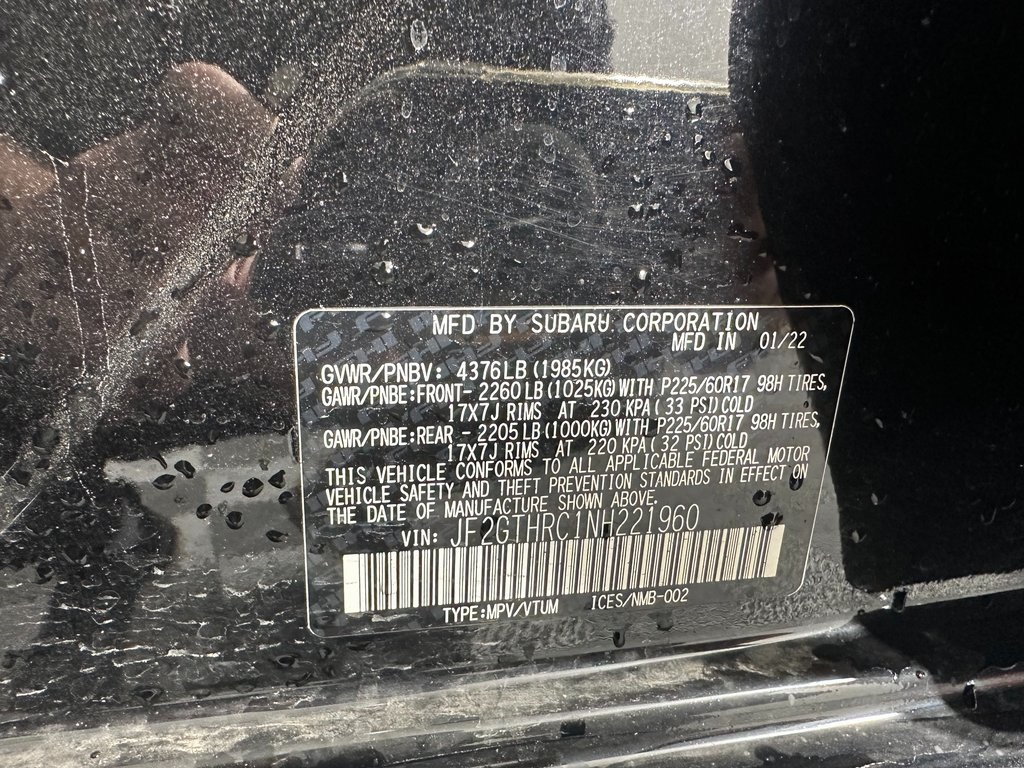 MFD BY SUBARU CORPORATION
MFD IN 01/22
GVWR/PNBV: 4376LB (1985KG)
GAWR/PNBE:FRONT- 2260 LB (1025KG) WITH P225/60R17 98H TIRES,
17X7J RIMS AT 230 KPA ( 33 PSI) COLD
GAWR/PNBE:REAR - 2205 LB (1000KG) WITH P225/60R17 98H TIRES,
17X7J RIMS AT 220 KPA ( 32 PSI) COLD
THIS VEHICLE CONFORMS TO ALL APPLICABLE FEDERAL MOTOR
VEHICLE SAFETY AND THEFT PREVENTION STANDARDS IN EFFECT ON
THE DATE OF MANUFACTURE SHOWN ABOVE.
VIN: JF2GTHRC1NH221960
TYPE:MPV/VTUM ICES/NMB-002